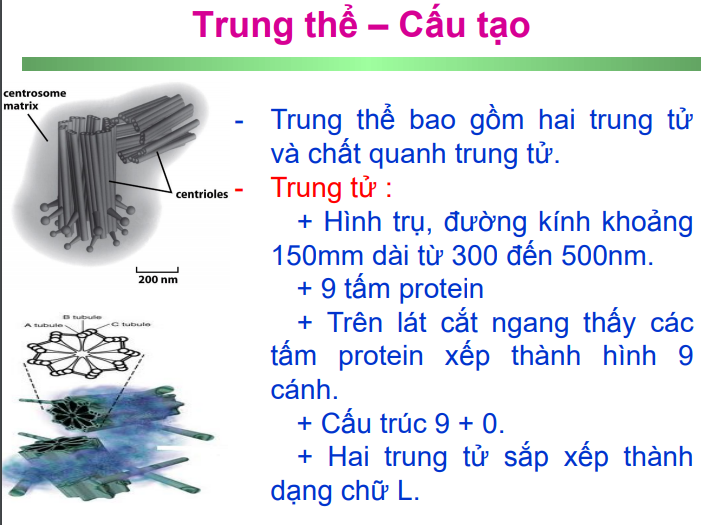 Trung thể – Cấu tạo
centrosome
matrix
centrioles
200 nm
B tubule
A tubule
C tubule
- Trung thể bao gồm hai trung tử
và chất quanh trung tử.
- Trung tử :
+ Hình trụ, đường kính khoảng
150mm dài từ 300 đến 500nm.
+ 9 tấm protein
+ Trên lát cắt ngang thấy các
tấm protein xếp thành hình 9
cánh.
+ Cấu trúc 9 + 0.
+ Hai trung tử sắp xếp thành
dạng chữ L.